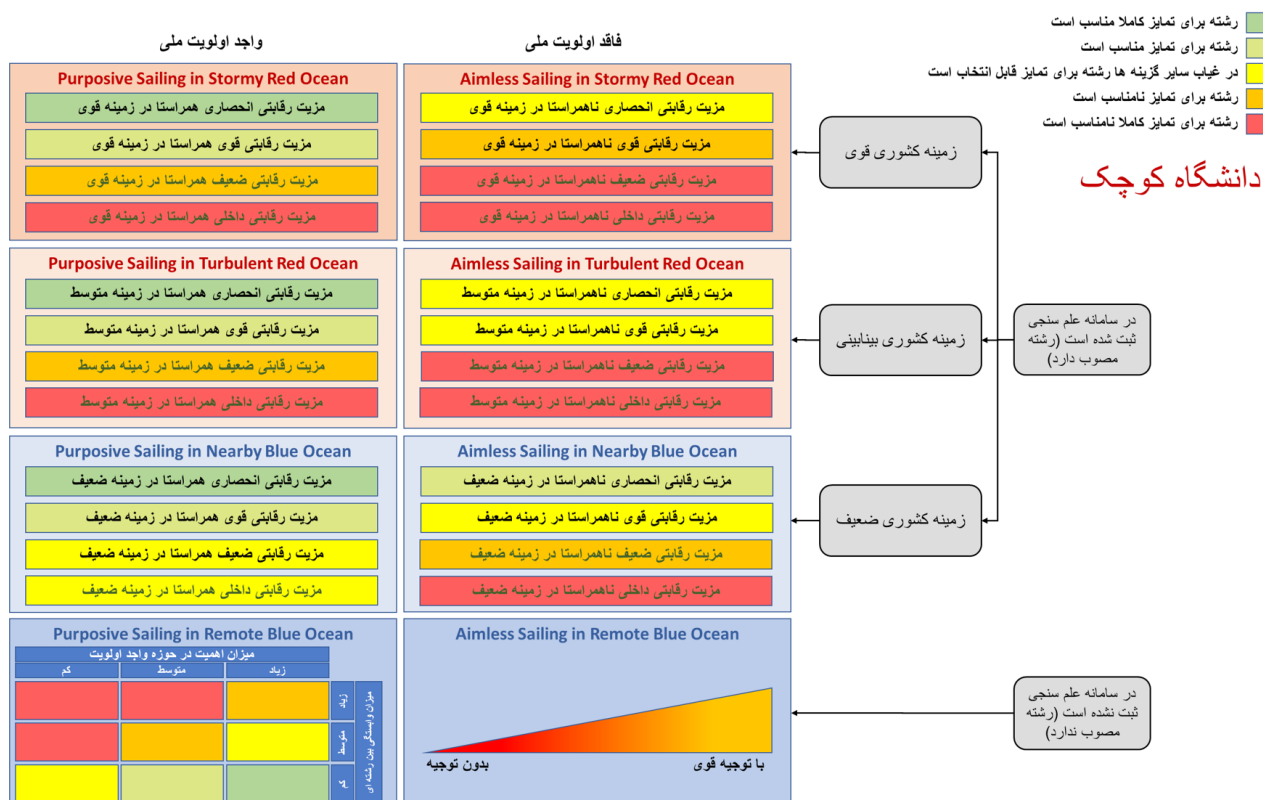 رشته برای تمایز کاملا مناسب است
رشته برای تمایز مناسب است
در غیاب سایر گزینه ها رشته برای تمایز قابل انتخاب است
رشته برای تمایز نامناسب است
رشته برای تمایز کاملا نامناسب است
دانشگاه کوچک
در سامانه علم سنجی
ثبت شده است (رشته
مصوب دارد)
در سامانه علم سنجی
ثبت نشده است (رشته
مصوب ندارد)
زمینه کشوری قوی
زمینه کشوری بینابینی
زمینه کشوری ضعیف
فاقد اولویت ملی
Aimless Sailing in Stormy Red Ocean
مزیت رقابتی انحصاری ناهمراستا در زمینه قوی
مزیت رقابتی قوی ناهمراستا در زمینه قوی
مزیت رقابتی ضعیف ناهمراستا در زمینه قوی
مزیت رقابتی داخلی ناهمراستا در زمینه قوی
Aimless Sailing in Turbulent Red Ocean
مزیت رقابتی انحصاری ناهمراستا در زمینه متوسط
مزیت رقابتی قوی ناهمراستا در زمینه متوسط
مزیت رقابتی ضعیف ناهمراستا در زمینه متوسط
مزیت رقابتی داخلی ناهمراستا در زمینه متوسط
Aimless Sailing in Nearby Blue Ocean
مزیت رقابتی انحصاری ناهمراستا در زمینه ضعیف
مزیت رقابتی قوی ناهمراستا در زمینه ضعیف
مزیت رقابتی ضعیف ناهمراستا در زمینه ضعیف
مزیت رقابتی داخلی ناهمراستا در زمینه ضعیف
Aimless Sailing in Remote Blue Ocean
با توجیه قوی
بدون توجیه
واجد اولویت ملی
Purposive Sailing in Stormy Red Ocean
مزیت رقابتی انحصاری همراستا در زمینه قوی
مزیت رقابتی قوی همراستا در زمینه قوی
مزیت رقابتی ضعیف همراستا در زمینه قوی
مزیت رقابتی داخلی همراستا در زمینه قوی
Purposive Sailing in Turbulent Red Ocean
مزیت رقابتی انحصاری همراستا در زمینه متوسط
مزیت رقابتی قوی همراستا در زمینه متوسط
مزیت رقابتی ضعیف همراستا در زمینه متوسط
مزیت رقابتی داخلی همراستا در زمینه متوسط
Purposive Sailing in Nearby Blue Ocean
مزیت رقابتی انحصاری همراستا در زمینه ضعیف
مزیت رقابتی قوی همراستا در زمینه ضعیف
مزیت رقابتی ضعیف همراستا در زمینه ضعیف
مزیت رقابتی داخلی همراستا در زمینه ضعیف
Purposive Sailing in Remote Blue Ocean
میزان اهمیت در حوزه واجد اولویت
زیاد
متوسط
کم
میزان وابستگی بین رشته ای
زیاد
متوسط
کم